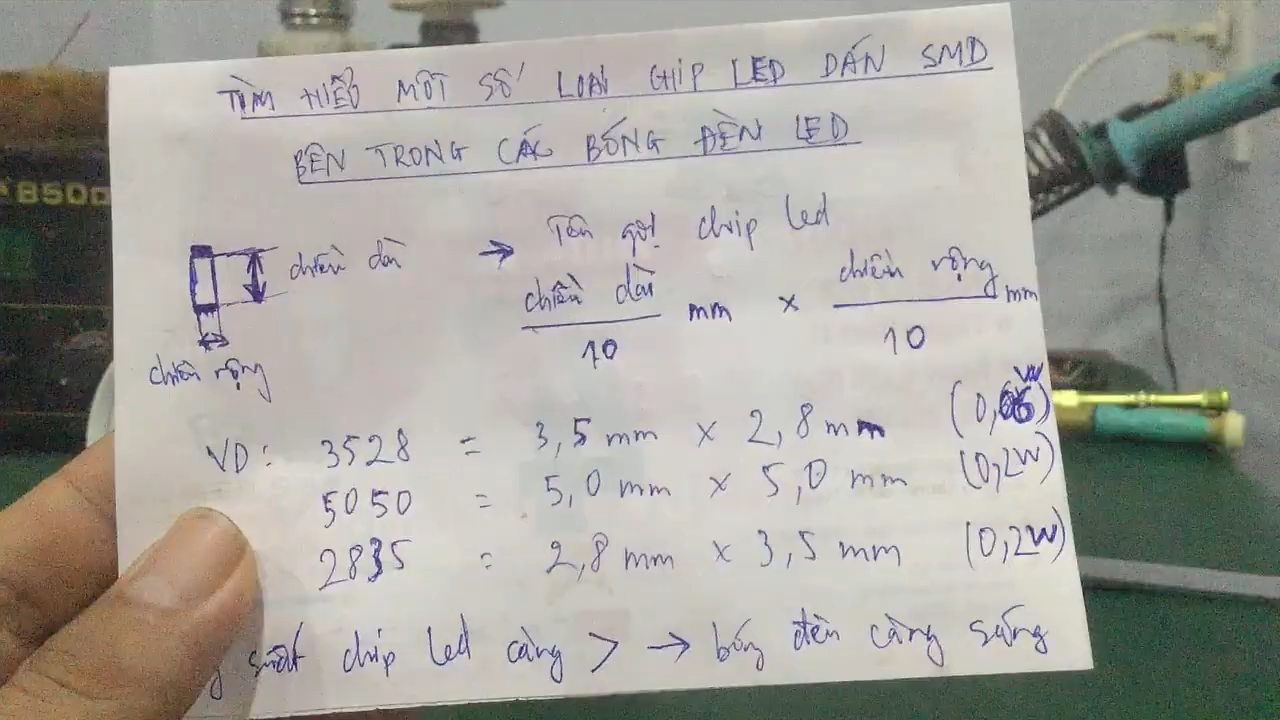 TÌM HIỂU MỘT SỐ LOẠI CHIP LED DÁN SMD
BÊN TRONG CÁC BÓNG ĐÈN LED
850
chiều dài → Tên gọi chip led
chiều dài mm × chiều rộng mm
10 10
chiều rộng
VD: 3528 = 3,5 mm × 2,8 mm (0,06W)
5050 = 5,0 mm × 5,0 mm (0,2W)
2835 = 2,8 mm × 3,5 mm (0,2W)
suất chip led càng > → bóng đèn càng sáng